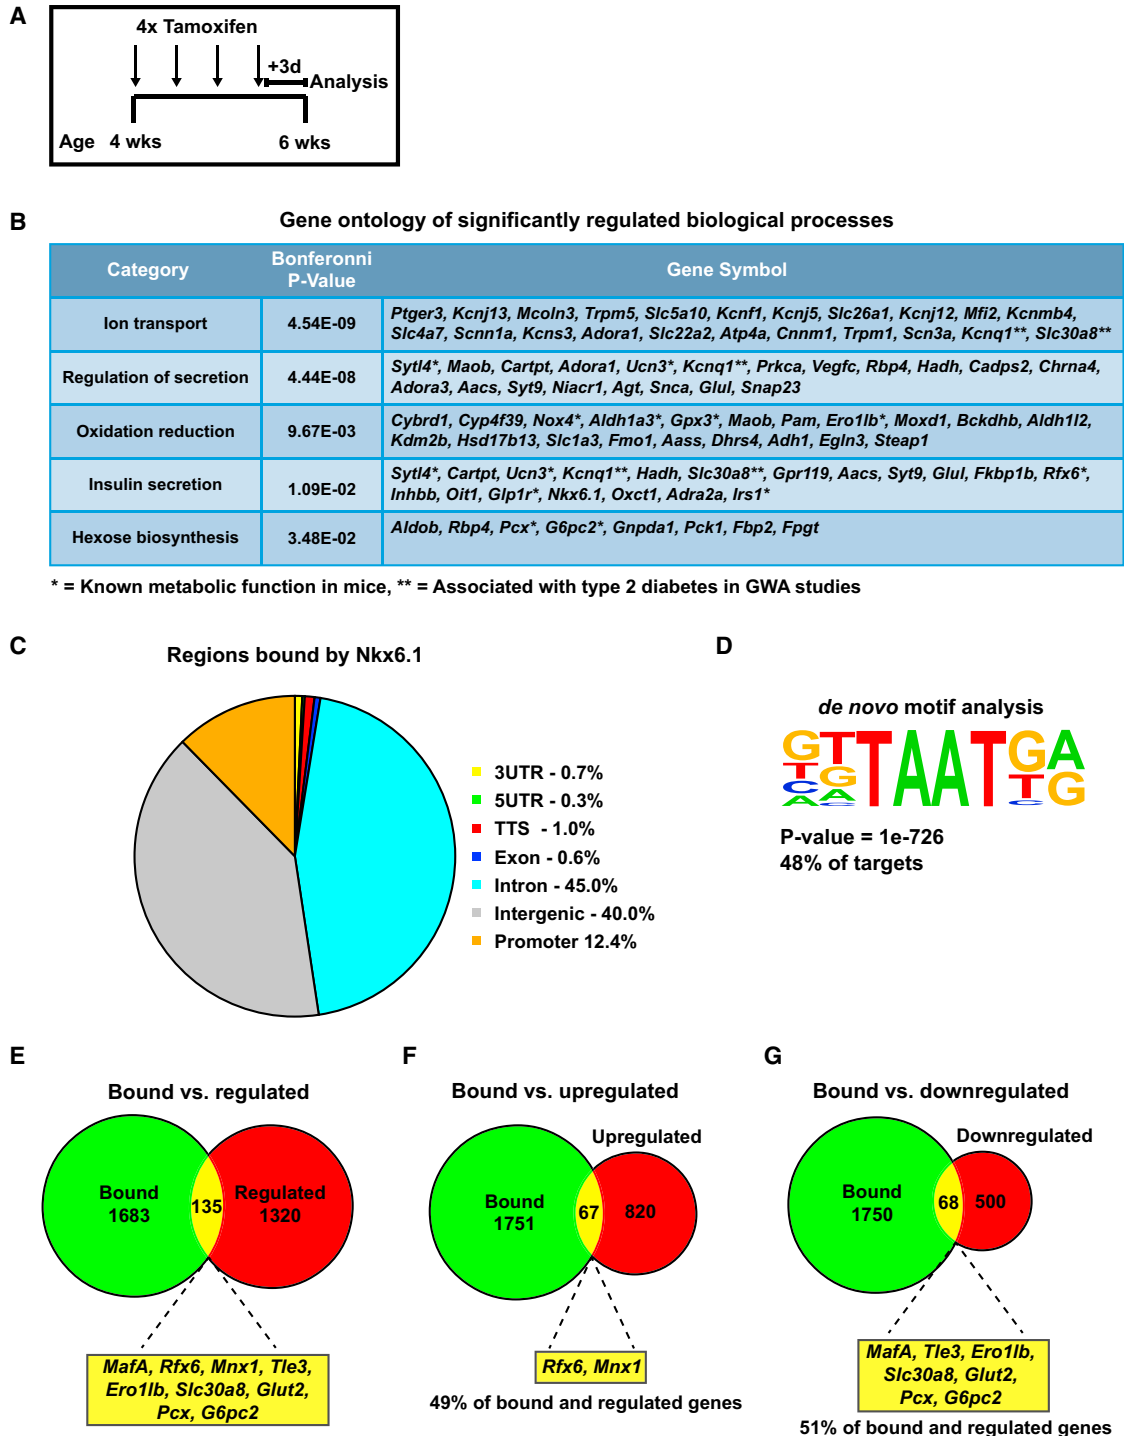 A
4x Tamoxifen
+3d
Analysis
Age 4 wks 6 wks
B
Gene ontology of significantly regulated biological processes
Category
Bonferonni
P-Value
Gene Symbol
Ion transport
4.54E-09
Ptger3, Kcnj13, Mcoln3, Trpm5, Slc5a10, Kcnf1, Kcnj5, Slc26a1, Kcnj12, Mfi2, Kcnmb4,
Slc4a7, Scnn1a, Kcns3, Adora1, Slc22a2, Atp4a, Cnnm1, Trpm1, Scn3a, Kcnq1**, Slc30a8**
Regulation of secretion
4.44E-08
Sytl4*, Maob, Cartpt, Adora1, Ucn3*, Kcnq1**, Prkca, Vegfc, Rbp4, Hadh, Cadps2, Chrna4,
Adora3, Aacs, Syt9, Niacr1, Agt, Snca, Glul, Snap23
Oxidation reduction
9.67E-03
Cybrd1, Cyp4f39, Nox4*, Aldh1a3*, Gpx3*, Maob, Pam, Ero1lb*, Moxd1, Bckdhb, Aldh1l2,
Kdm2b, Hsd17b13, Slc1a3, Fmo1, Aass, Dhrs4, Adh1, Egln3, Steap1
Insulin secretion
1.09E-02
Sytl4*, Cartpt, Ucn3*, Kcnq1**, Hadh, Slc30a8**, Gpr119, Aacs, Syt9, Glul, Fkbp1b, Rfx6*,
Inhbb, Oit1, Glp1r*, Nkx6.1, Oxct1, Adra2a, Irs1*
Hexose biosynthesis
3.48E-02
Aldob, Rbp4, Pcx*, G6pc2*, Gnpda1, Pck1, Fbp2, Fpgt
* = Known metabolic function in mice, ** = Associated with type 2 diabetes in GWA studies
C
Regions bound by Nkx6.1
3UTR - 0.7%
5UTR - 0.3%
TTS - 1.0%
Exon - 0.6%
Intron - 45.0%
Intergenic - 40.0%
Promoter 12.4%
D
de novo motif analysis
GTTAATGA
TGTG
CA
AC C
P-value = 1e-726
48% of targets
E
Bound vs. regulated
Bound
1683
135
Regulated
1320
MafA, Rfx6, Mnx1, Tle3,
Ero1lb, Slc30a8, Glut2,
Pcx, G6pc2
F
Bound vs. upregulated
Upregulated
Bound
1751
67
820
Rfx6, Mnx1
49% of bound and regulated genes
G
Bound vs. downregulated
Downregulated
Bound
1750
68
500
MafA, Tle3, Ero1lb,
Slc30a8, Glut2,
Pcx, G6pc2
51% of bound and regulated genes